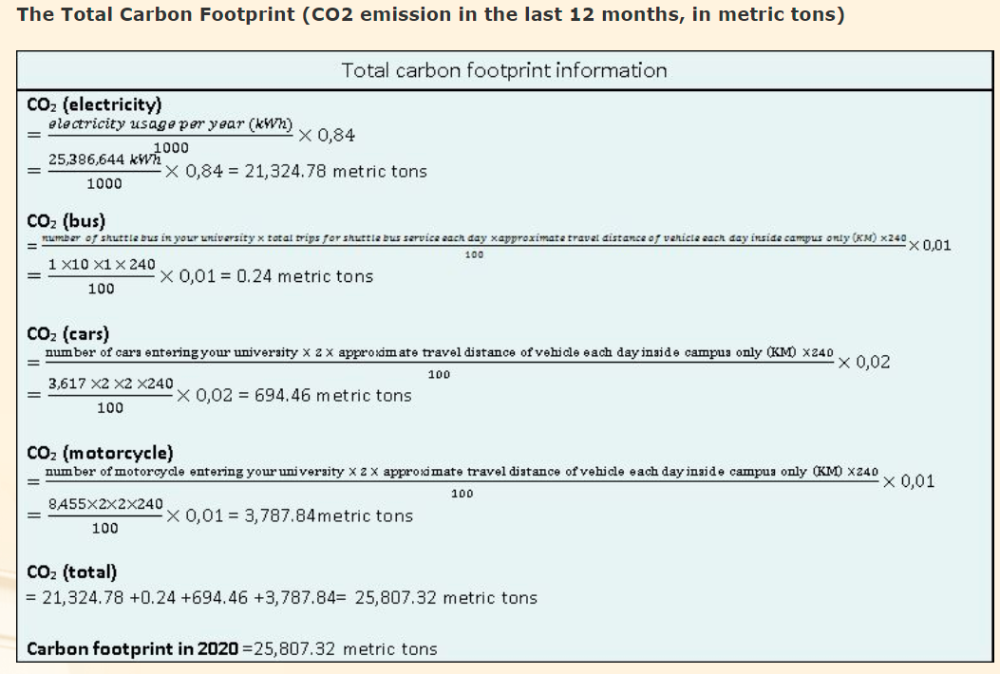 The Total Carbon Footprint (CO2 emission in the last 12 months, in metric tons)
Total carbon footprint information
CO₂ (electricity)
= electricity usage per year (kWh) / 1000 × 0,84
= 25,386,644 kWh / 1000 × 0,84 = 21,324.78 metric tons
CO₂ (bus)
= number of shuttle bus in your university x total trips for shuttle bus service each day xapproximate travel distance of vehicle each day inside campus only (KM) x240 / 100 × 0,01
= 1 ×10 ×1 × 240 / 100 × 0,01 = 0.24 metric tons
CO₂ (cars)
= number of cars entering your university X 2 X approximate travel distance of vehicle each day inside campus only (KM) X240 / 100 × 0,02
= 3,617 ×2 ×2 ×240 / 100 × 0,02 = 694.46 metric tons
CO₂ (motorcycle)
= number of motorcycle entering your university X 2 X approximate travel distance of vehicle each day inside campus only (KM) X240 / 100 × 0,01
= 8,455×2×2×240 / 100 × 0,01 = 3,787.84metric tons
CO₂ (total)
= 21,324.78 +0.24 +694.46 +3,787.84= 25,807.32 metric tons
Carbon footprint in 2020 =25,807.32 metric tons